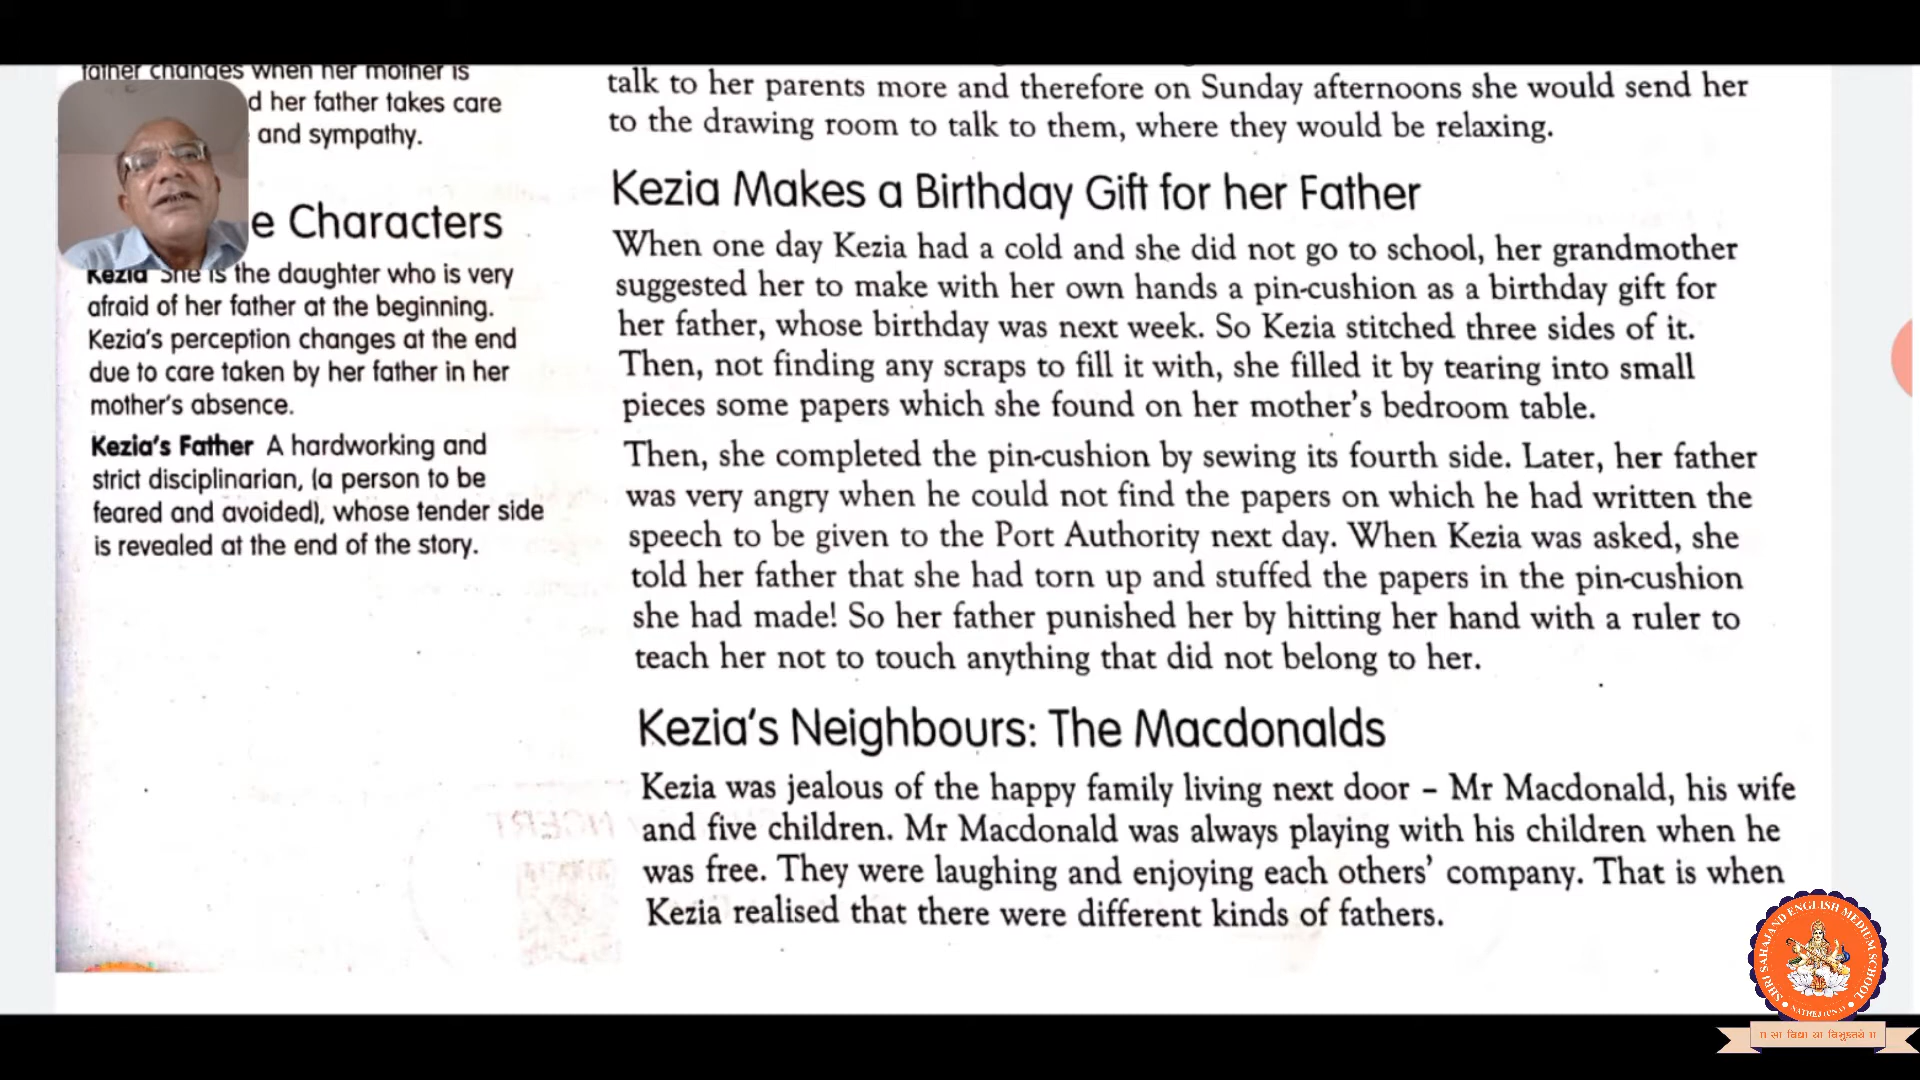 father changes when her mother is
d her father takes care
and sympathy.
e Characters
Kezia She is the daughter who is very
afraid of her father at the beginning.
Kezia's perception changes at the end
due to care taken by her father in her
mother's absence.
Kezia's Father A hardworking and
strict disciplinarian, (a person to be
feared and avoided), whose tender side
is revealed at the end of the story.
talk to her parents more and therefore on Sunday afternoons she would send her
to the drawing room to talk to them, where they would be relaxing.
Kezia Makes a Birthday Gift for her Father
When one day Kezia had a cold and she did not go to school, her grandmother
suggested her to make with her own hands a pin-cushion as a birthday gift for
her father, whose birthday was next week. So Kezia stitched three sides of it.
Then, not finding any scraps to fill it with, she filled it by tearing into small
pieces some papers which she found on her mother's bedroom table.
Then, she completed the pin-cushion by sewing its fourth side. Later, her father
was very angry when he could not find the papers on which he had written the
speech to be given to the Port Authority next day. When Kezia was asked, she
told her father that she had torn up and stuffed the papers in the pin-cushion
she had made! So her father punished her by hitting her hand with a ruler to
teach her not to touch anything that did not belong to her.
Kezia's Neighbours: The Macdonalds
Kezia was jealous of the happy family living next door – Mr Macdonald, his wife
and five children. Mr Macdonald was always playing with his children when he
was free. They were laughing and enjoying each others' company. That is when
Kezia realised that there were different kinds of fathers.
SHRI SAHAJANAND ENGLISH MEDIUM SCHOOL
॥ सा विद्या या विमुक्तये ॥